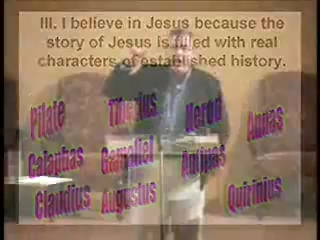 III. I believe in Jesus because the
story of Jesus is filled with real
characters of established history.
Pilate Tiberius Herod Annas
Caiaphas Gamaliel Antipas
Claudius Augustus Quirinius